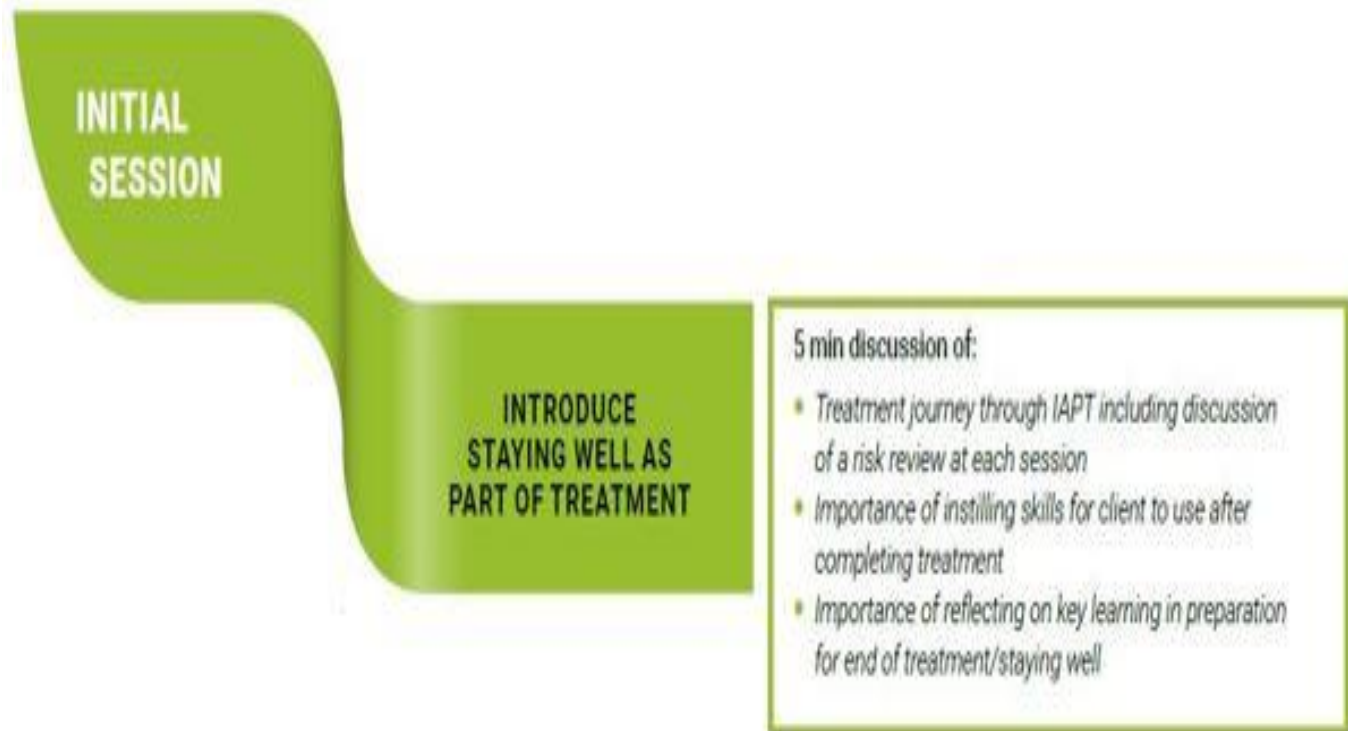 INITIAL
SESSION
INTRODUCE
STAYING WELL AS
PART OF TREATMENT
5 min discussion of:
• Treatment journey through IAPT including discussion
of a risk review at each session
• Importance of instilling skills for client to use after
completing treatment
• Importance of reflecting on key learning in preparation
for end of treatment/staying well